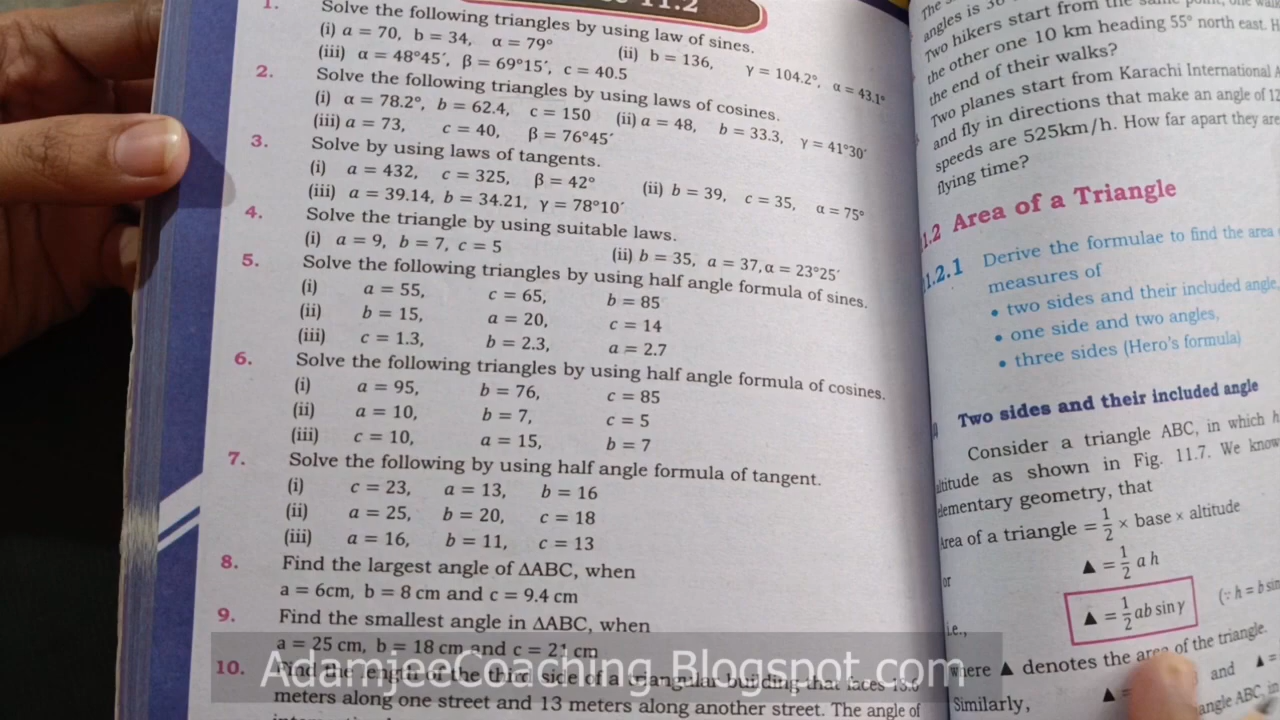 11.2
1. Solve the following triangles by using law of sines.
(i) a = 70, b = 34, α = 79° (ii) b = 136, γ = 104.2°, α = 43.1°
(iii) α = 48°45′, β = 69°15′, c = 40.5
2. Solve the following triangles by using laws of cosines.
(i) α = 78.2°, b = 62.4, c = 150 (ii) a = 48, b = 33.3, γ = 41°30′
(iii) a = 73, c = 40, β = 76°45′
3. Solve by using laws of tangents.
(i) a = 432, c = 325, β = 42° (ii) b = 39, c = 35, α = 75°
(iii) a = 39.14, b = 34.21, γ = 78°10′
4. Solve the triangle by using suitable laws.
(i) a = 9, b = 7, c = 5 (ii) b = 35, a = 37, α = 23°25′
5. Solve the following triangles by using half angle formula of sines.
(i) a = 55, c = 65, b = 85
(ii) b = 15, a = 20, c = 14
(iii) c = 1.3, b = 2.3, a = 2.7
6. Solve the following triangles by using half angle formula of cosines.
(i) a = 95, b = 76, c = 85
(ii) a = 10, b = 7, c = 5
(iii) c = 10, a = 15, b = 7
7. Solve the following by using half angle formula of tangent.
(i) c = 23, a = 13, b = 16
(ii) a = 25, b = 20, c = 18
(iii) a = 16, b = 11, c = 13
8. Find the largest angle of ΔABC, when
a = 6cm, b = 8 cm and c = 9.4 cm
9. Find the smallest angle in ΔABC, when
a = 25 cm, b = 18 cm and c = 21 cm
10. Find the length of the third side of a triangular building that faces 13.6
meters along one street and 13 meters along another street. The angle of
The
angles is 30
Two hikers start from the same point, one
the other one 10 km heading 55° north east.
the end of their walks?
Two planes start from Karachi International
and fly in directions that make an angle of
speeds are 525km/h. How far apart they are
flying time?
1.2 Area of a Triangle
1.2.1 Derive the formulae to find the area
measures of
• two sides and their included angle,
• one side and two angles,
• three sides (Hero's formula)
Two sides and their included angle
Consider a triangle ABC, in which h
altitude as shown in Fig. 11.7. We know
elementary geometry, that
Area of a triangle = 1/2 × base × altitude
▲ = 1/2 a h
or
▲ = 1/2 ab sin γ (∵ h = b sin
i.e.,
where ▲ denotes the area of the triangle.
Similarly, ▲ = and ▲ =
angle ABC, in
AdamjeeCoaching.Blogspot.com